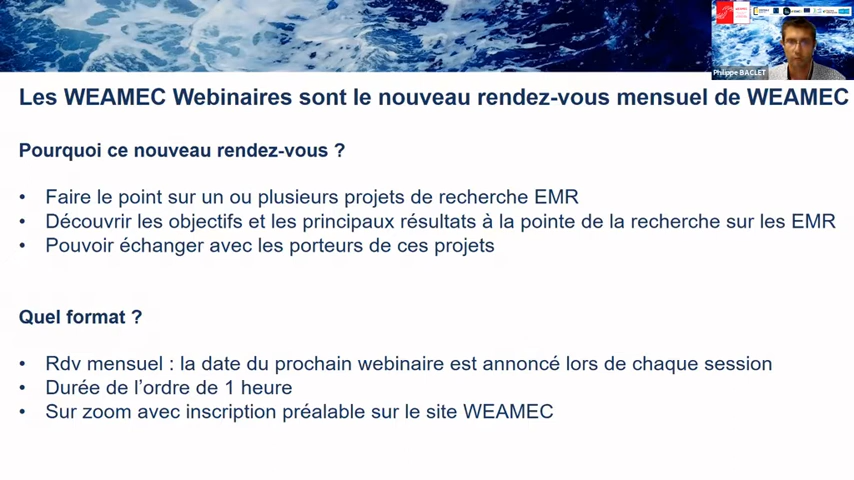 Philippe BACLET
Les WEAMEC Webinaires sont le nouveau rendez-vous mensuel de WEAMEC
Pourquoi ce nouveau rendez-vous ?
• Faire le point sur un ou plusieurs projets de recherche EMR
• Découvrir les objectifs et les principaux résultats à la pointe de la recherche sur les EMR
• Pouvoir échanger avec les porteurs de ces projets
Quel format ?
• Rdv mensuel : la date du prochain webinaire est annoncé lors de chaque session
• Durée de l'ordre de 1 heure
• Sur zoom avec inscription préalable sur le site WEAMEC